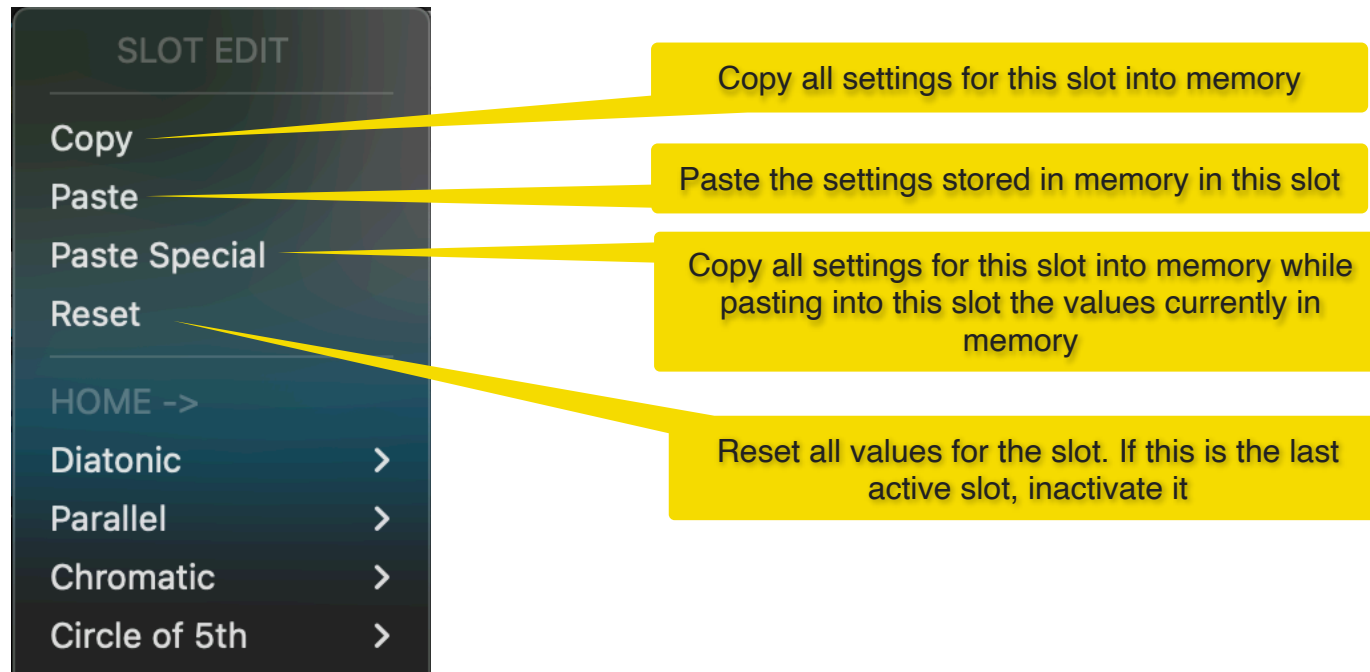 SLOT EDIT
Copy
Paste
Paste Special
Reset
HOME ->
Diatonic >
Parallel >
Chromatic >
Circle of 5th >
Copy all settings for this slot into memory
Paste the settings stored in memory in this slot
Copy all settings for this slot into memory while
pasting into this slot the values currently in
memory
Reset all values for the slot. If this is the last
active slot, inactivate it